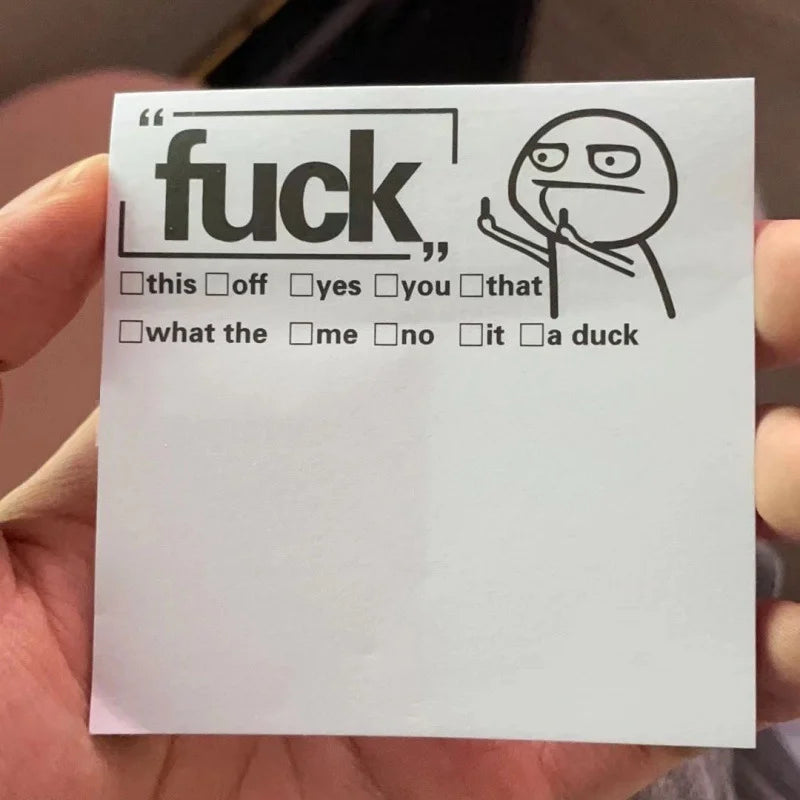 “fuck”
☐this ☐off ☐yes ☐you ☐that
☐what the ☐me ☐no ☐it ☐a duck